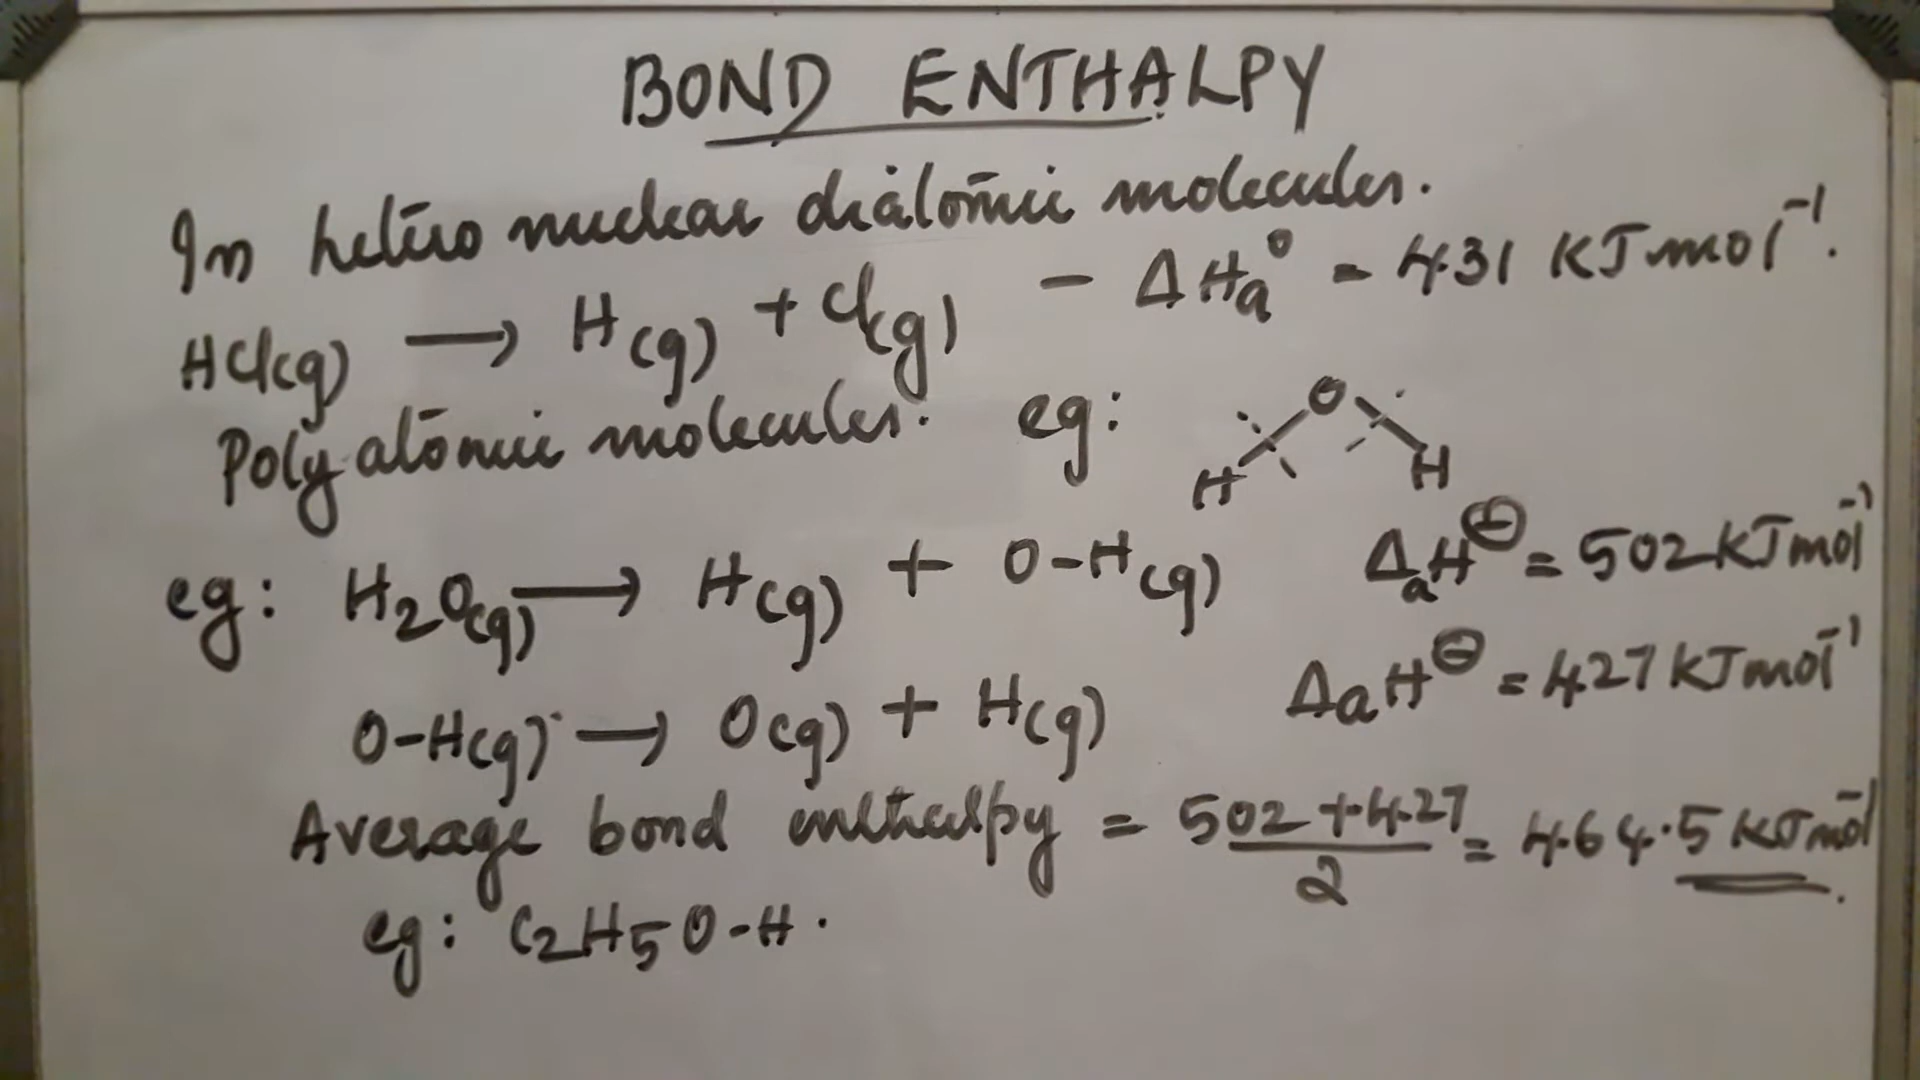 BOND ENTHALPY
In hetero nuclear diatomic molecules.
HCl(g) → H(g) + Cl(g) - ΔHa° = 431 KJ mol⁻¹.
Polyatomic molecules. eg:
O
H H
eg: H₂O(g) → H(g) + O-H(g) ΔaH⊖ = 502 KJ mol⁻¹
O-H(g) → O(g) + H(g) ΔaH⊖ = 427 KJ mol⁻¹
Average bond enthalpy = 502 + 427 / 2 = 464.5 KJ mol⁻¹.
eg: C₂H₅O-H.